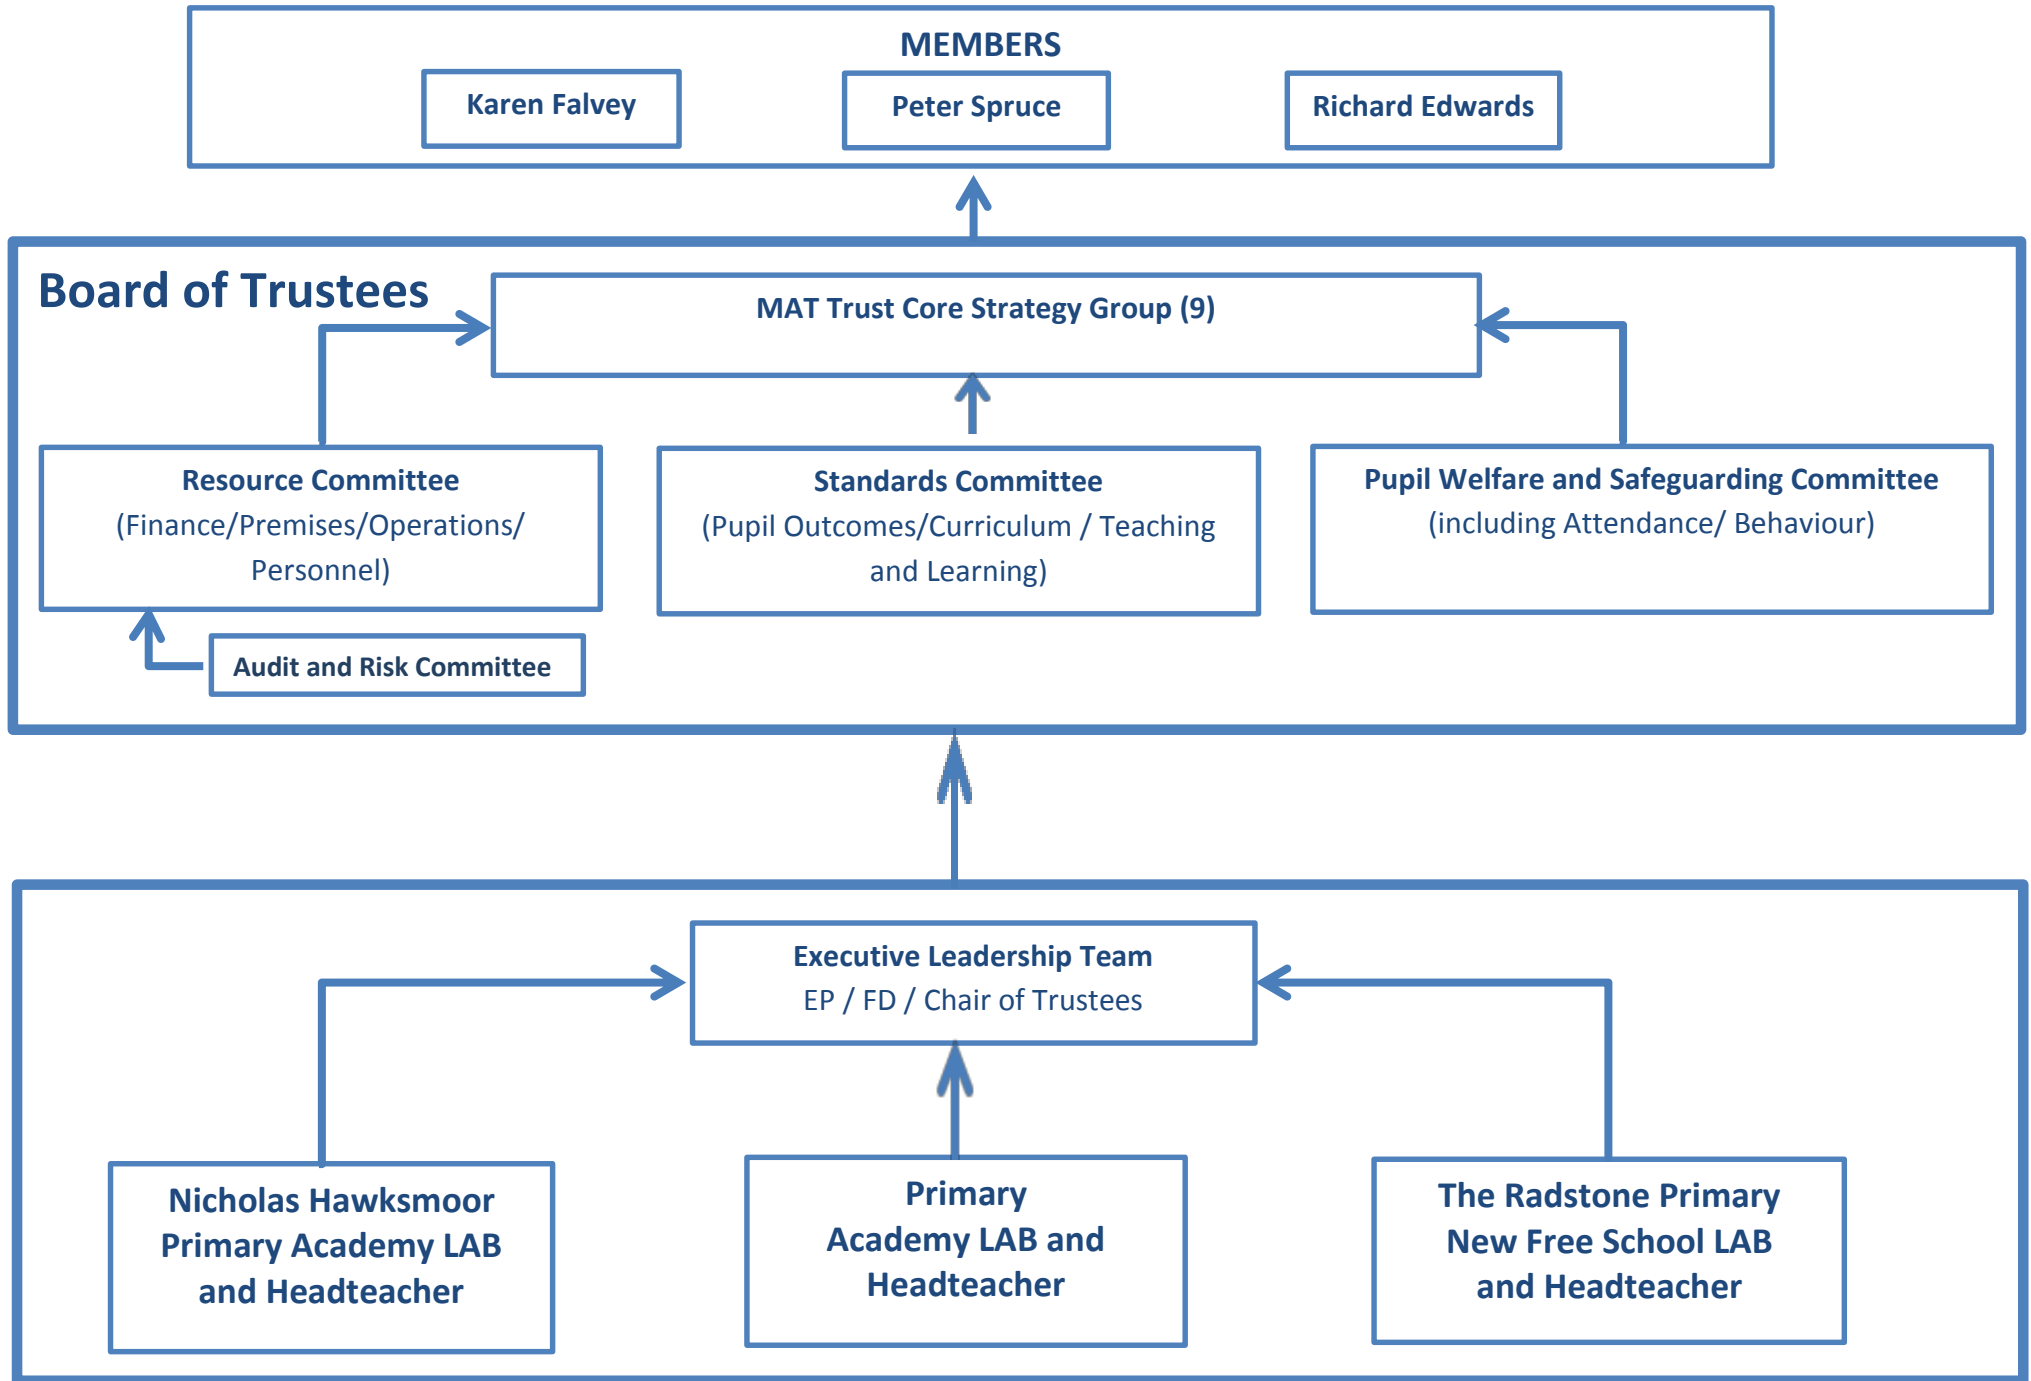 MEMBERS
Karen Falvey
Peter Spruce
Richard Edwards
Board of Trustees
MAT Trust Core Strategy Group (9)
Resource Committee
(Finance/Premises/Operations/
Personnel)
Standards Committee
(Pupil Outcomes/Curriculum / Teaching
and Learning)
Pupil Welfare and Safeguarding Committee
(including Attendance/ Behaviour)
Audit and Risk Committee
Executive Leadership Team
EP / FD / Chair of Trustees
Nicholas Hawksmoor
Primary Academy LAB
and Headteacher
Primary
Academy LAB and
Headteacher
The Radstone Primary
New Free School LAB
and Headteacher